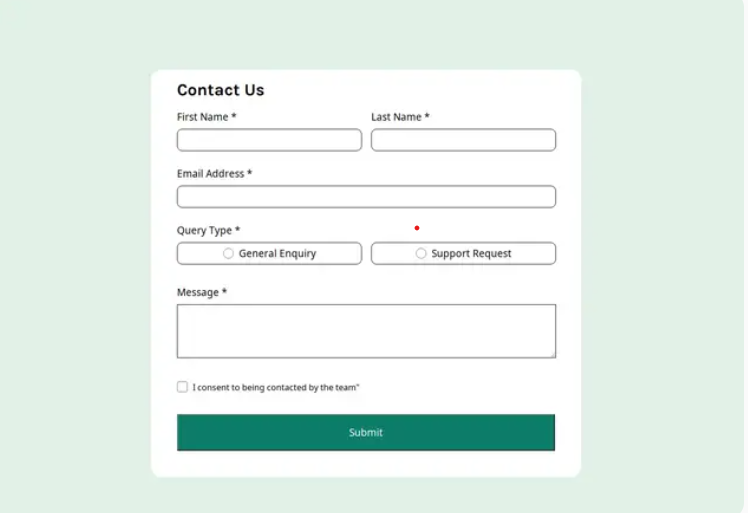 Contact Us
First Name * Last Name *
Email Address *
Query Type *
General Enquiry Support Request
Message *
I consent to being contacted by the team"
Submit